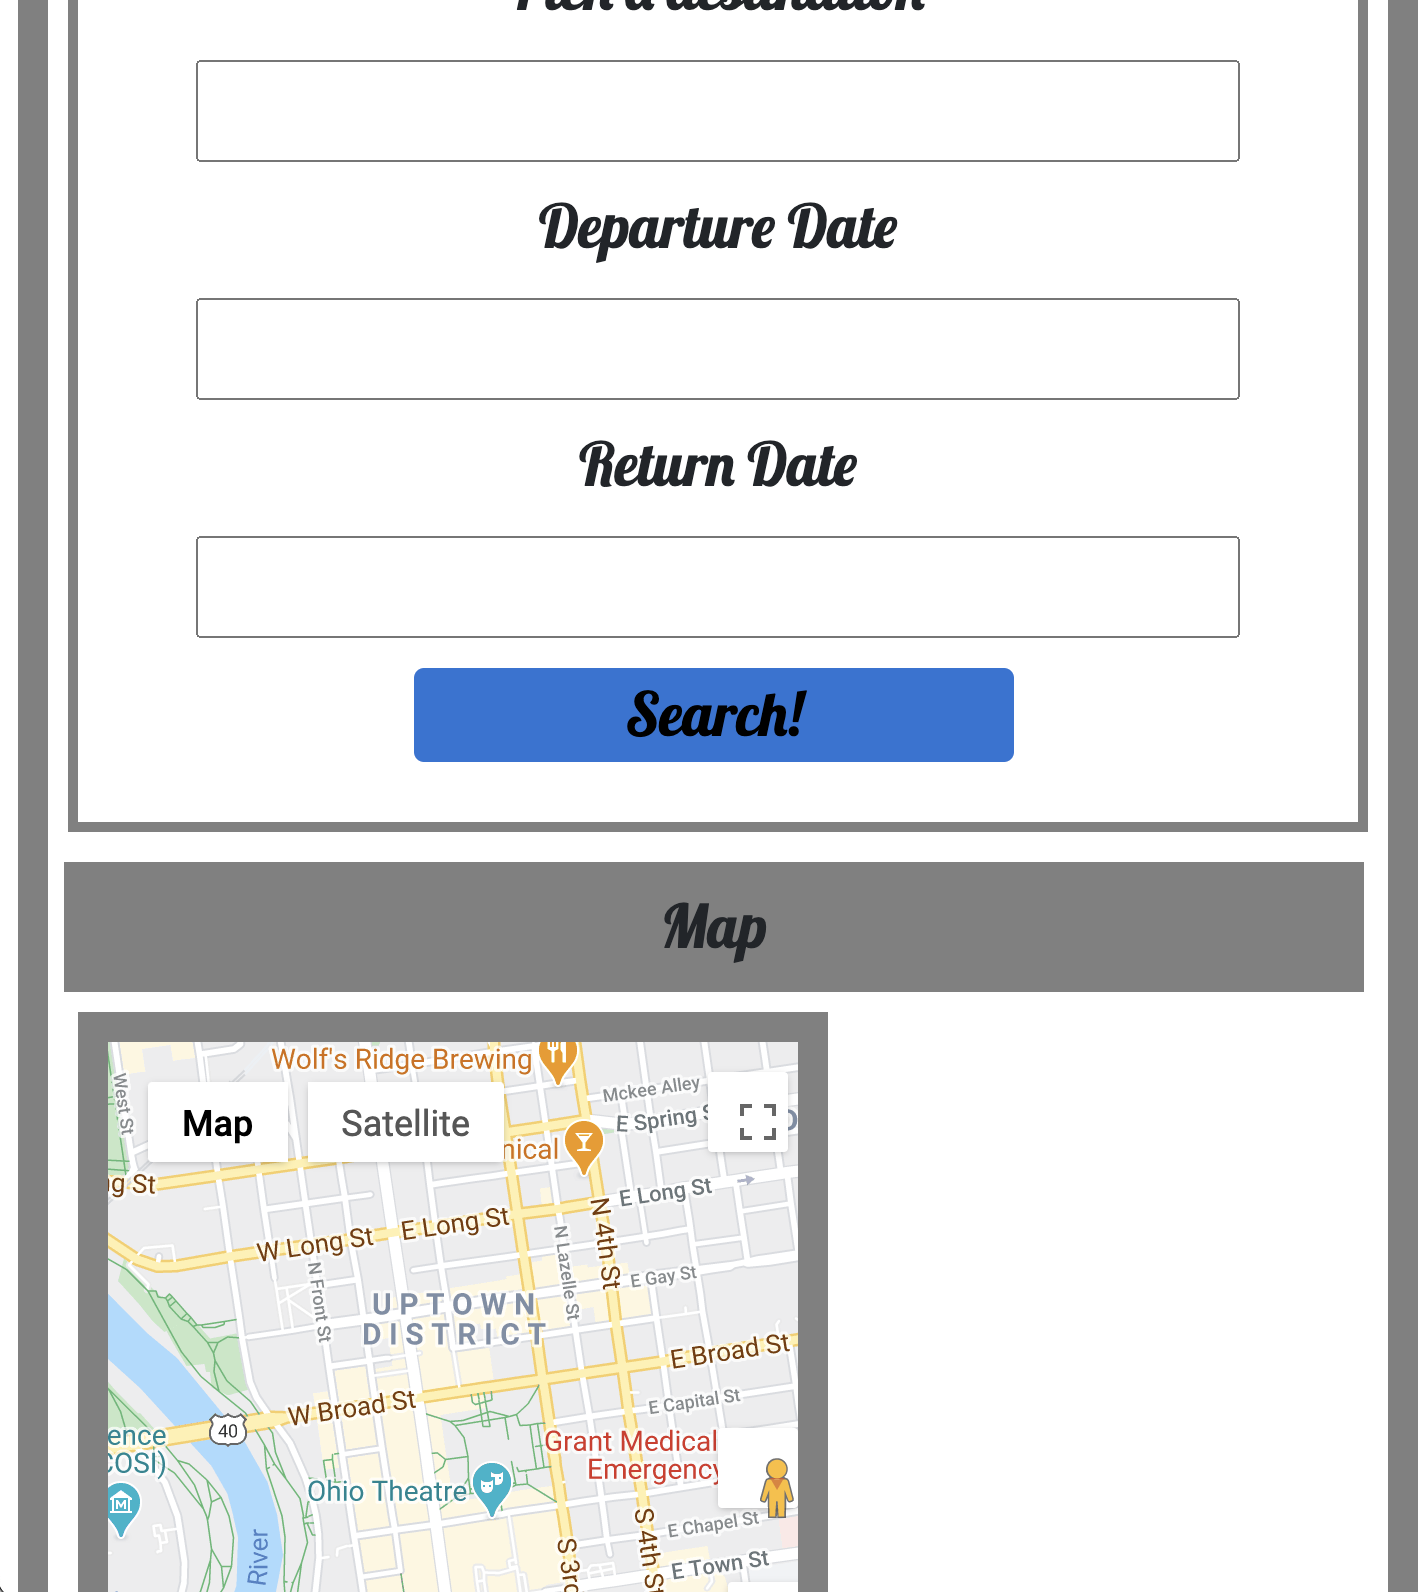 Pick a destination
Departure Date
Return Date
Search!
Map
Wolf's Ridge Brewing
West St
Mckee Alley
Map
Satellite
E Spring S
nical
g St
E Long St
W Long St
E Long St
N 4th St
N Lazelle St
N Front St
E Gay St
UPTOWN
DISTRICT
E Broad St
W Broad St
E Capital St
40
ence
COSI)
Grant Medical
Emergency
Ohio Theatre
M
E Chapel St
River
S 3rd
S 4th St
E Town St